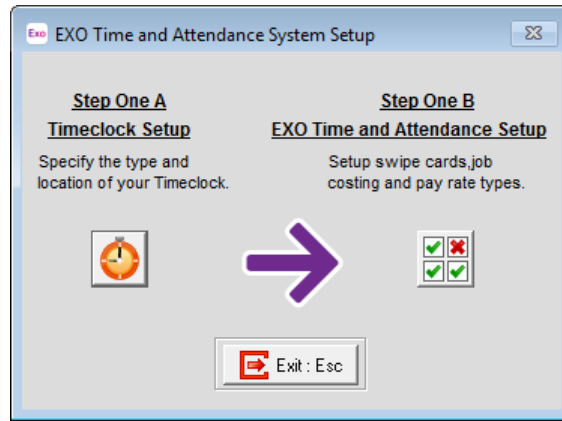 Exo EXO Time and Attendance System Setup
Step One A
Timeclock Setup
Specify the type and
location of your Timeclock.
Step One B
EXO Time and Attendance Setup
Setup swipe cards,job
costing and pay rate types.
Exit : Esc